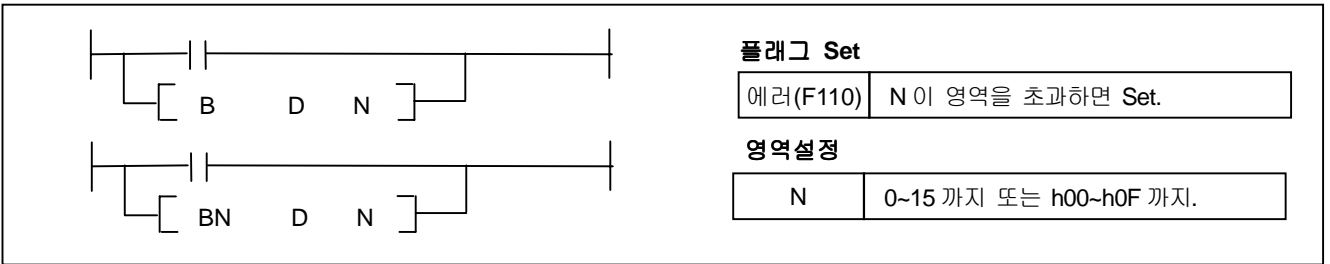 B D N
BN D N
플래그 Set
에러(F110) N 이 영역을 초과하면 Set.
영역설정
N 0~15 까지 또는 h00~h0F 까지.